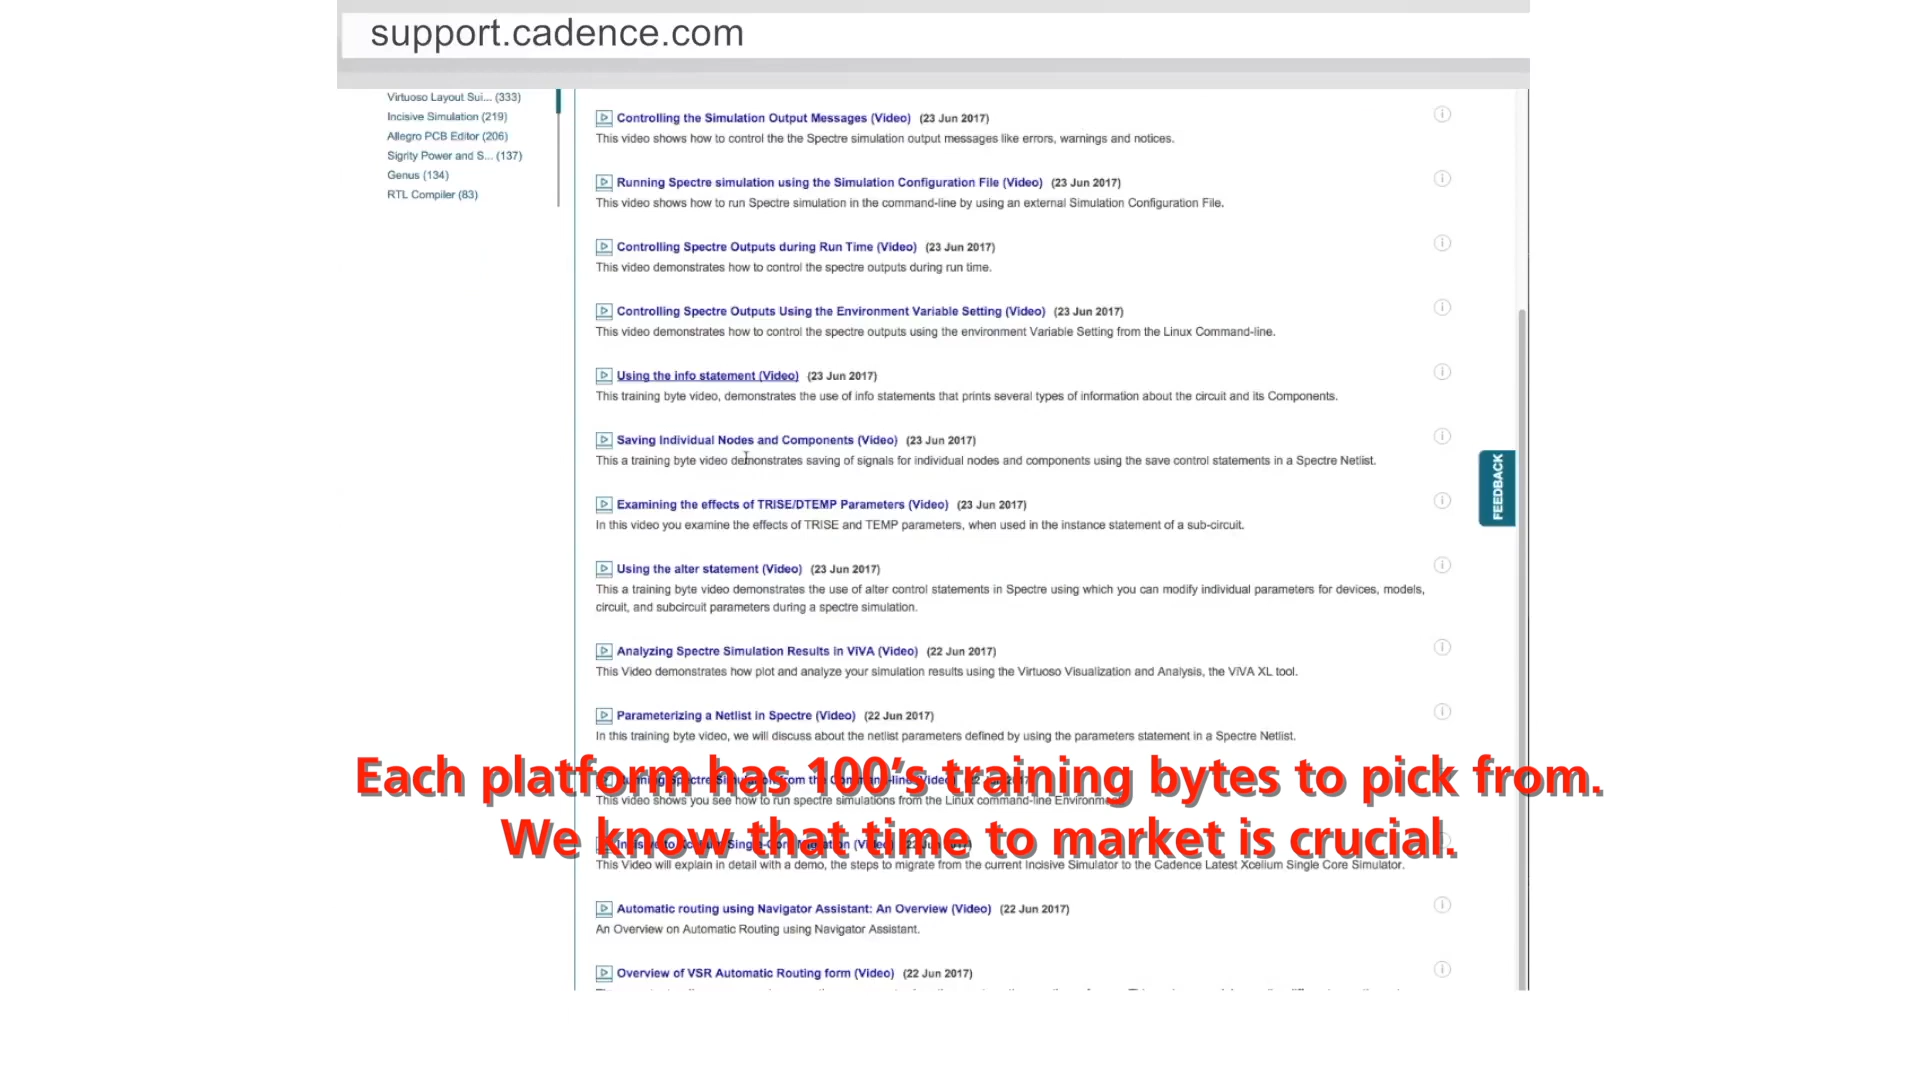 support.cadence.com
Virtuoso Layout Sui... (333)
Incisive Simulation (219)
Allegro PCB Editor (206)
Sigrity Power and S... (137)
Genus (134)
RTL Compiler (83)
Controlling the Simulation Output Messages (Video) (23 Jun 2017)
This video shows how to control the the Spectre simulation output messages like errors, warnings and notices.
Running Spectre simulation using the Simulation Configuration File (Video) (23 Jun 2017)
This video shows how to run Spectre simulation in the command-line by using an external Simulation Configuration File.
Controlling Spectre Outputs during Run Time (Video) (23 Jun 2017)
This video demonstrates how to control the spectre outputs during run time.
Controlling Spectre Outputs Using the Environment Variable Setting (Video) (23 Jun 2017)
This video demonstrates how to control the spectre outputs using the environment Variable Setting from the Linux Command-line.
Using the info statement (Video) (23 Jun 2017)
This training byte video, demonstrates the use of info statements that prints several types of information about the circuit and its Components.
Saving Individual Nodes and Components (Video) (23 Jun 2017)
This a training byte video demonstrates saving of signals for individual nodes and components using the save control statements in a Spectre Netlist.
FEEDBACK
Examining the effects of TRISE/DTEMP Parameters (Video) (23 Jun 2017)
In this video you examine the effects of TRISE and TEMP parameters, when used in the instance statement of a sub-circuit.
Using the alter statement (Video) (23 Jun 2017)
This a training byte video demonstrates the use of alter control statements in Spectre using which you can modify individual parameters for devices, models,
circuit, and subcircuit parameters during a spectre simulation.
Analyzing Spectre Simulation Results in ViVA (Video) (22 Jun 2017)
This Video demonstrates how plot and analyze your simulation results using the Virtuoso Visualization and Analysis, the ViVA XL tool.
Parameterizing a Netlist in Spectre (Video) (22 Jun 2017)
In this training byte video, we will discuss about the netlist parameters defined by using the parameters statement in a Spectre Netlist.
Each platform has 100's training bytes to pick from.
This video shows you see how to run spectre simulations from the Linux command-line
We know that time to market is crucial.
This Video will explain in detail with a demo, the steps to migrate from the current Incisive Simulator to the Cadence Latest Xcelium Single Core Simulator.
Automatic routing using Navigator Assistant: An Overview (Video) (22 Jun 2017)
An Overview on Automatic Routing using Navigator Assistant.
Overview of VSR Automatic Routing form (Video) (22 Jun 2017)